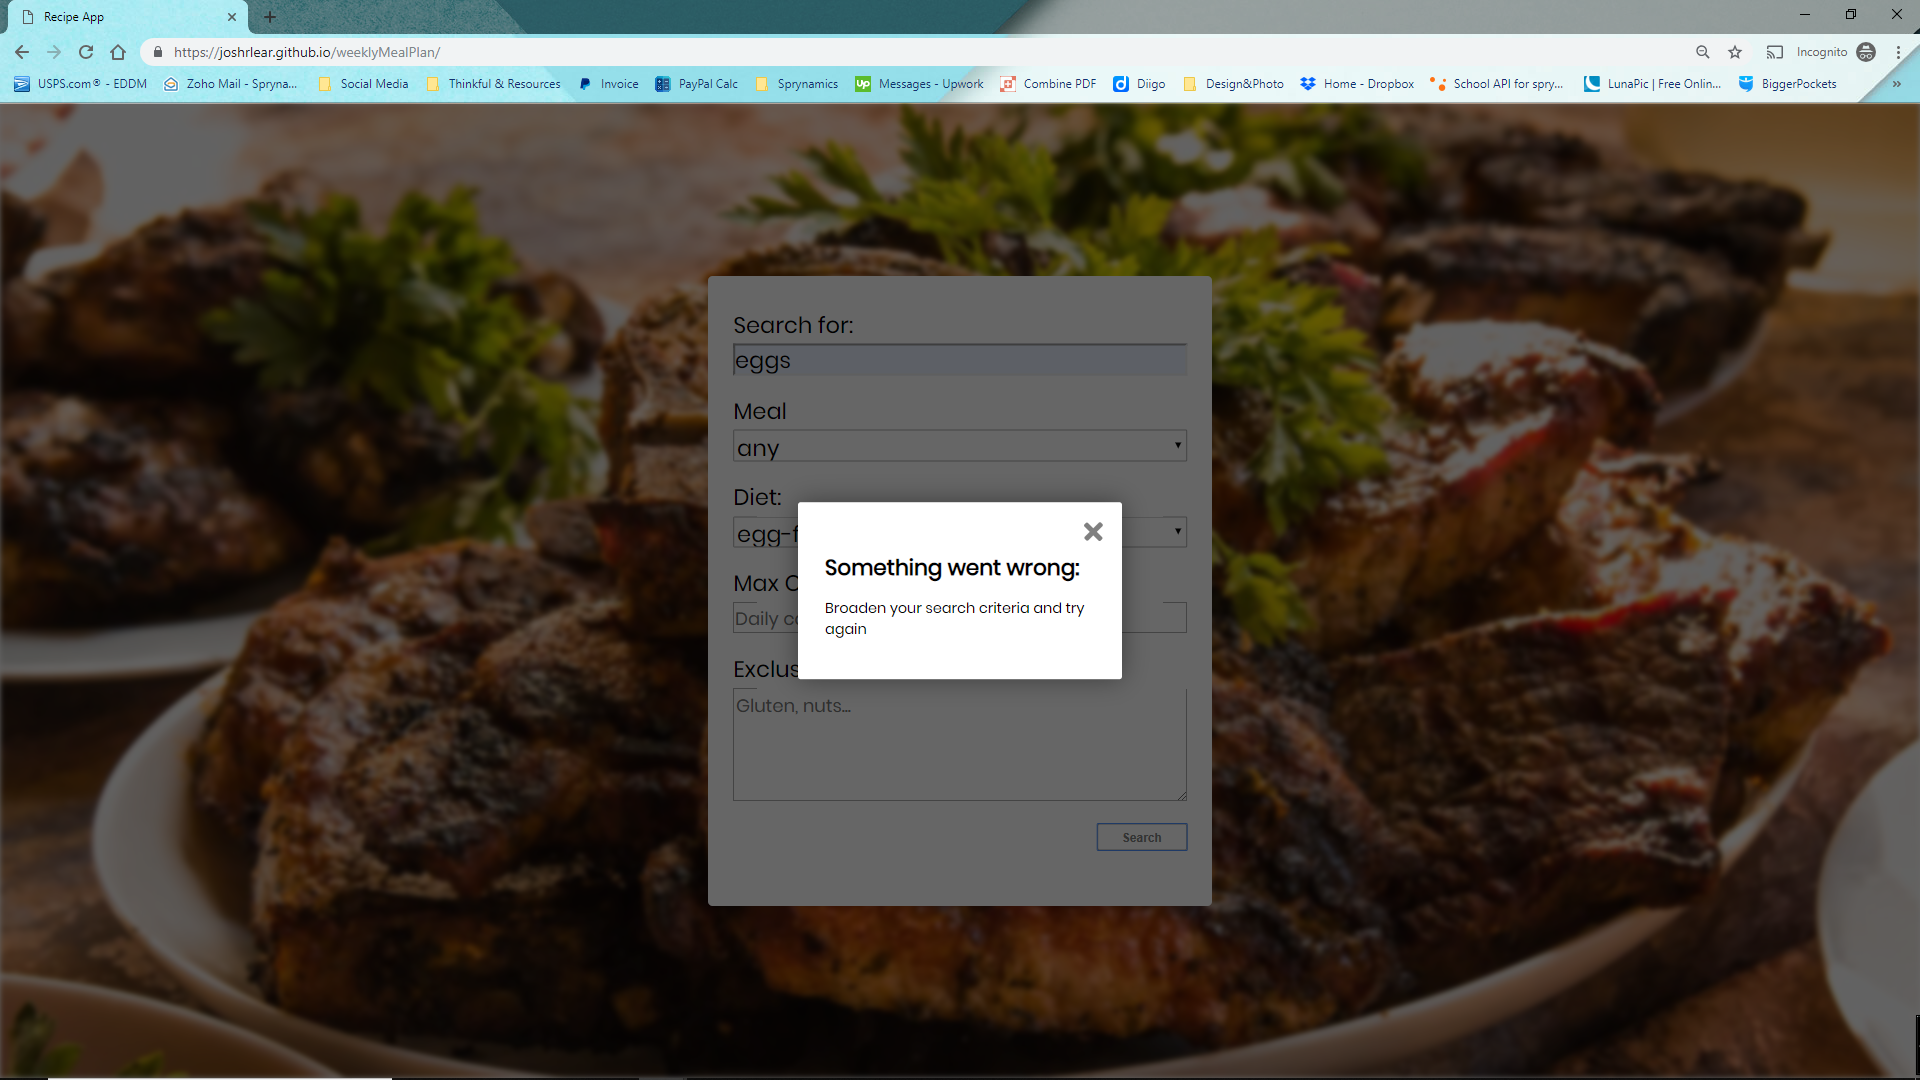 Recipe App
https://joshrlear.github.io/weeklyMealPlan/
Incognito
USPS.com® - EDDM
Zoho Mail - Spryna...
Social Media
Thinkful & Resources
Invoice
PayPal Calc
Sprynamics
Up
Messages - Upwork
Combine PDF
d
Diigo
Design&Photo
Home - Dropbox
School API for spry...
LunaPic | Free Onlin...
BiggerPockets
»
Search for:
eggs
Meal
any
Diet:
egg-f
Something went wrong:
Max C
Broaden your search criteria and try
Daily c
again
Exclus
Gluten, nuts...
Search